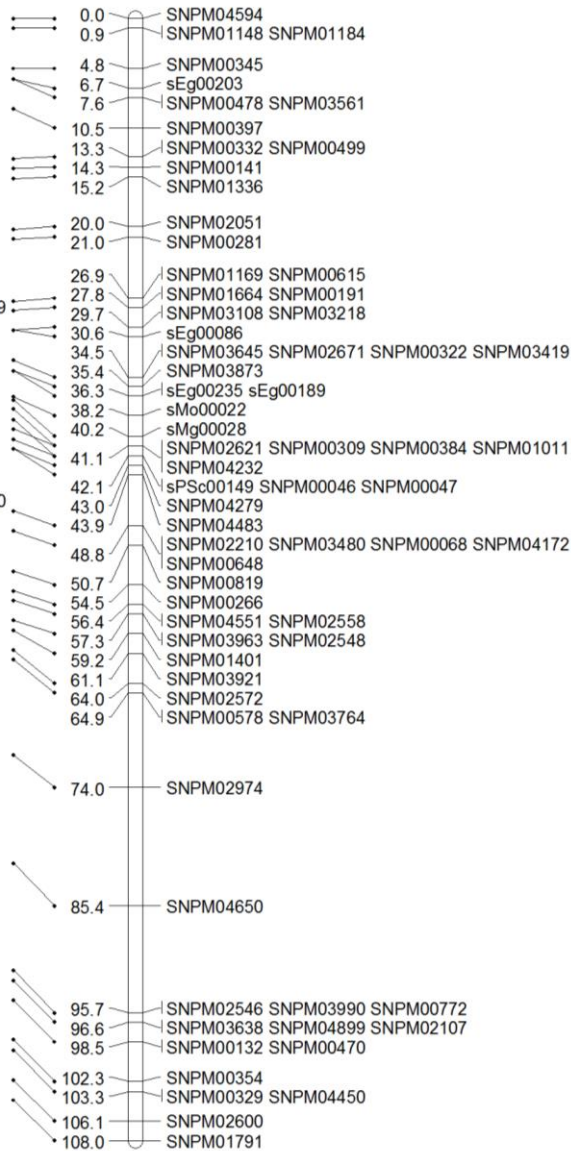 0.0 SNPM04594
0.9 SNPM01148 SNPM01184
4.8 SNPM00345
6.7 sEg00203
7.6 SNPM00478 SNPM03561
10.5 SNPM00397
13.3 SNPM00332 SNPM00499
14.3 SNPM00141
15.2 SNPM01336
20.0 SNPM02051
21.0 SNPM00281
26.9 SNPM01169 SNPM00615
27.8 SNPM01664 SNPM00191
9
29.7 SNPM03108 SNPM03218
30.6 sEg00086
34.5 SNPM03645 SNPM02671 SNPM00322 SNPM03419
35.4 SNPM03873
36.3 sEg00235 sEg00189
38.2 sMo00022
40.2 sMg00028
41.1 SNPM02621 SNPM00309 SNPM00384 SNPM01011
SNPM04232
42.1 sPSc00149 SNPM00046 SNPM00047
0
43.0 SNPM04279
43.9 SNPM04483
48.8 SNPM02210 SNPM03480 SNPM00068 SNPM04172
SNPM00648
50.7 SNPM00819
54.5 SNPM00266
56.4 SNPM04551 SNPM02558
57.3 SNPM03963 SNPM02548
59.2 SNPM01401
61.1 SNPM03921
64.0 SNPM02572
64.9 SNPM00578 SNPM03764
74.0 SNPM02974
85.4 SNPM04650
95.7 SNPM02546 SNPM03990 SNPM00772
96.6 SNPM03638 SNPM04899 SNPM02107
98.5 SNPM00132 SNPM00470
102.3 SNPM00354
103.3 SNPM00329 SNPM04450
106.1 SNPM02600
108.0 SNPM01791